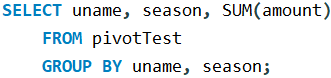 SELECT uname, season, SUM(amount)
FROM pivotTest
GROUP BY uname, season;